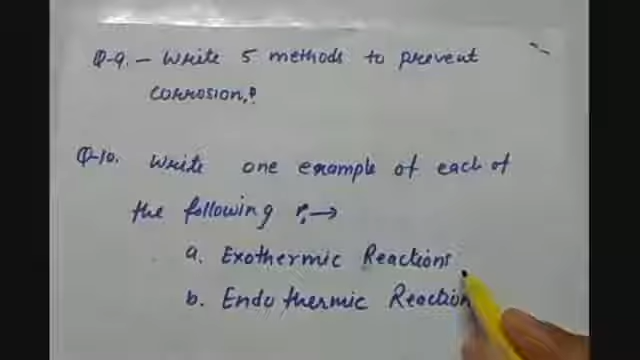 Q-9. - Write 5 methods to prevent
corrosion.?
Q-10. Write one example of each of
the following :→
a. Exothermic Reactions
b. Endothermic Reaction